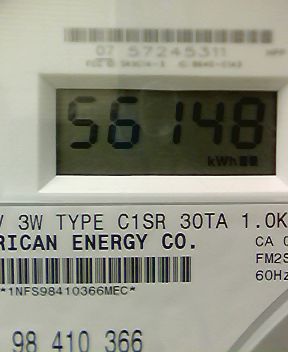 07 57245311
56148
kWh
V 3W TYPE C1SR 30TA 1.0K
RICAN ENERGY CO.
CA 0
FM2S
60Hz
*1NFS98410366MEC*
98 410 366